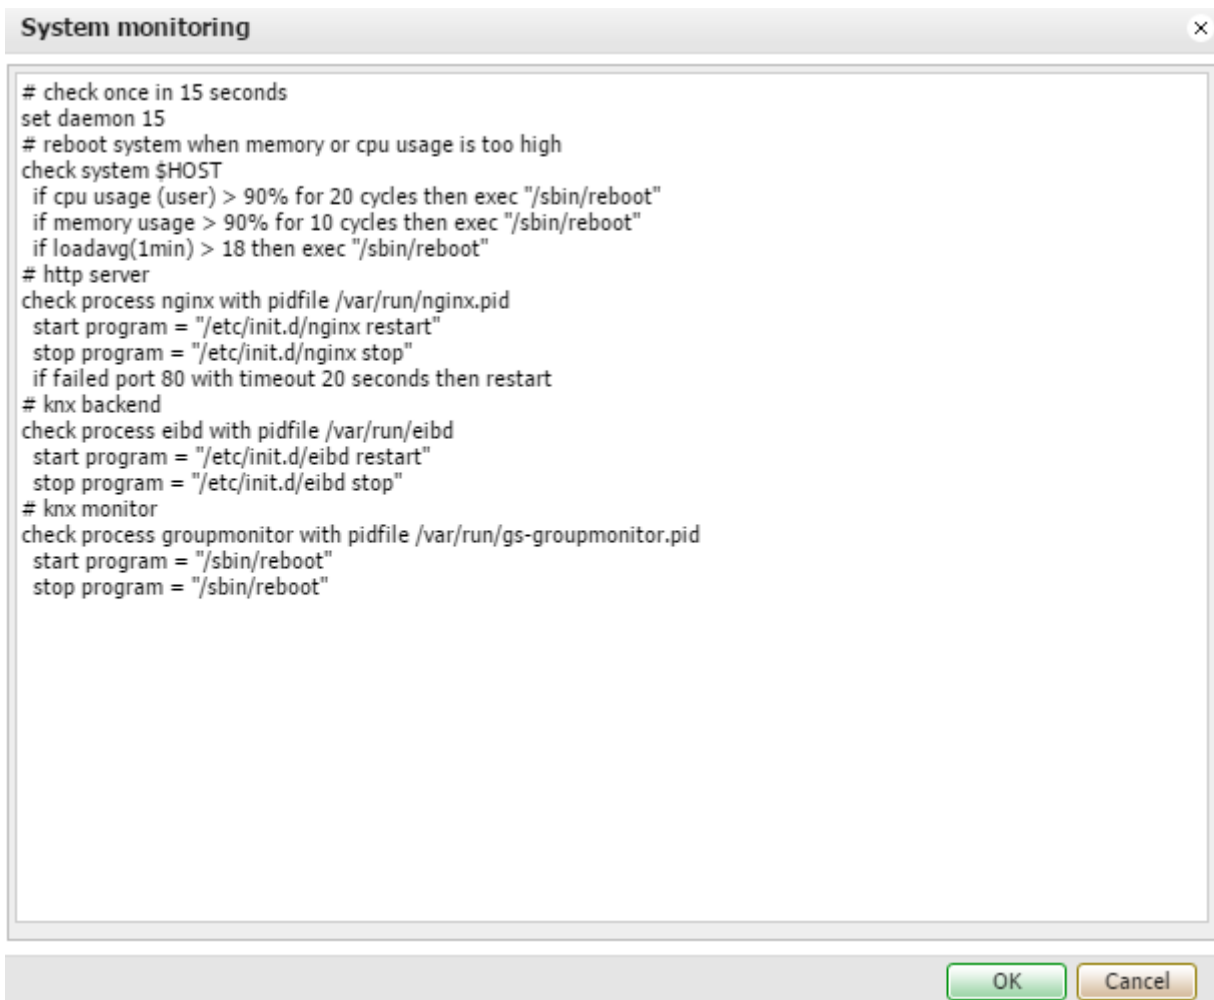 System monitoring
# check once in 15 seconds
set daemon 15
# reboot system when memory or cpu usage is too high
check system $HOST
if cpu usage (user) > 90% for 20 cycles then exec "/sbin/reboot"
if memory usage > 90% for 10 cycles then exec "/sbin/reboot"
if loadavg(1min) > 18 then exec "/sbin/reboot"
# http server
check process nginx with pidfile /var/run/nginx.pid
start program = "/etc/init.d/nginx restart"
stop program = "/etc/init.d/nginx stop"
if failed port 80 with timeout 20 seconds then restart
# knx backend
check process eibd with pidfile /var/run/eibd
start program = "/etc/init.d/eibd restart"
stop program = "/etc/init.d/eibd stop"
# knx monitor
check process groupmonitor with pidfile /var/run/gs-groupmonitor.pid
start program = "/sbin/reboot"
stop program = "/sbin/reboot"
OK Cancel